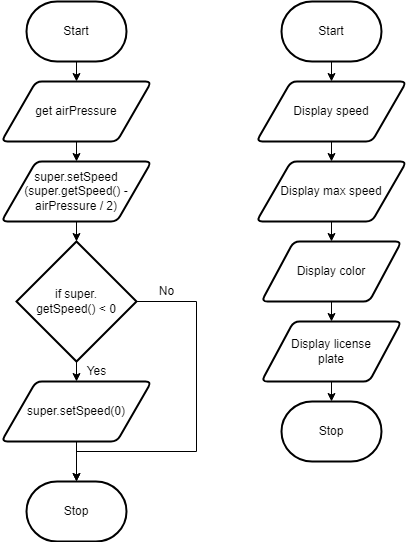 Start
get airPressure
super.setSpeed
(super.getSpeed() -
airPressure / 2)
if super.
getSpeed() < 0
No
Yes
super.setSpeed(0)
Stop
Start
Display speed
Display max speed
Display color
Display license
plate
Stop